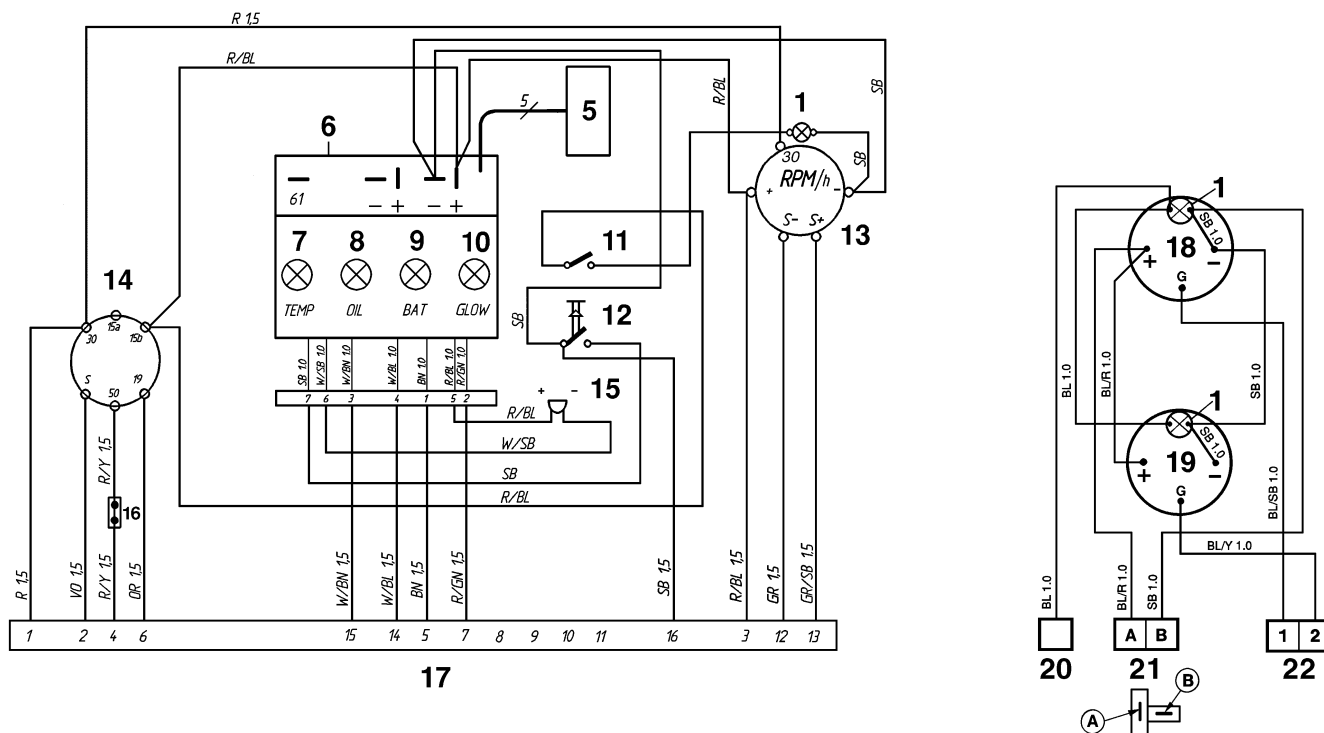 R 1,5
R/BL
5
5
6
R/BL
SB
1
SB
30
RPM/h
+
-
S-
S+
13
61
- +
- +
7
8
9
10
TEMP
OIL
BAT
GLOW
11
12
SB
14
15a
30
15b
S
50
19
SB 1.0
W/SB 1.0
W/BN 1.0
W/BL 1.0
BN 1.0
R/BL 1.0
R/GN 1.0
7 6 3 4 1 5 2
+ -
15
R/BL
W/SB
SB
R/BL
R/Y 1,5
16
R 1,5
VO 1,5
R/Y 1,5
OR 1,5
W/BN 1,5
W/BL 1,5
BN 1,5
R/GN 1,5
SB 1,5
R/BL 1,5
GR 1,5
GR/SB 1,5
1 2 4 6 15 14 5 7 8 9 10 11 16 3 12 13
17
1
SB 1.0
18
+
-
G
BL 1.0
BL/R 1.0
SB 1.0
1
SB 1.0
19
+
-
G
BL/SB 1.0
BL/Y 1.0
BL 1.0
BL/R 1.0
SB 1.0
A B
1 2
20
21
22
B
A